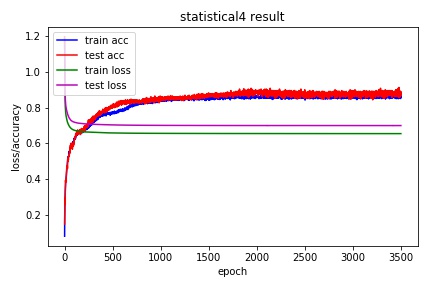 statistical4 result
train acc
test acc
train loss
test loss
loss/accuracy
1.2
1.0
0.8
0.6
0.4
0.2
0 500 1000 1500 2000 2500 3000 3500
epoch